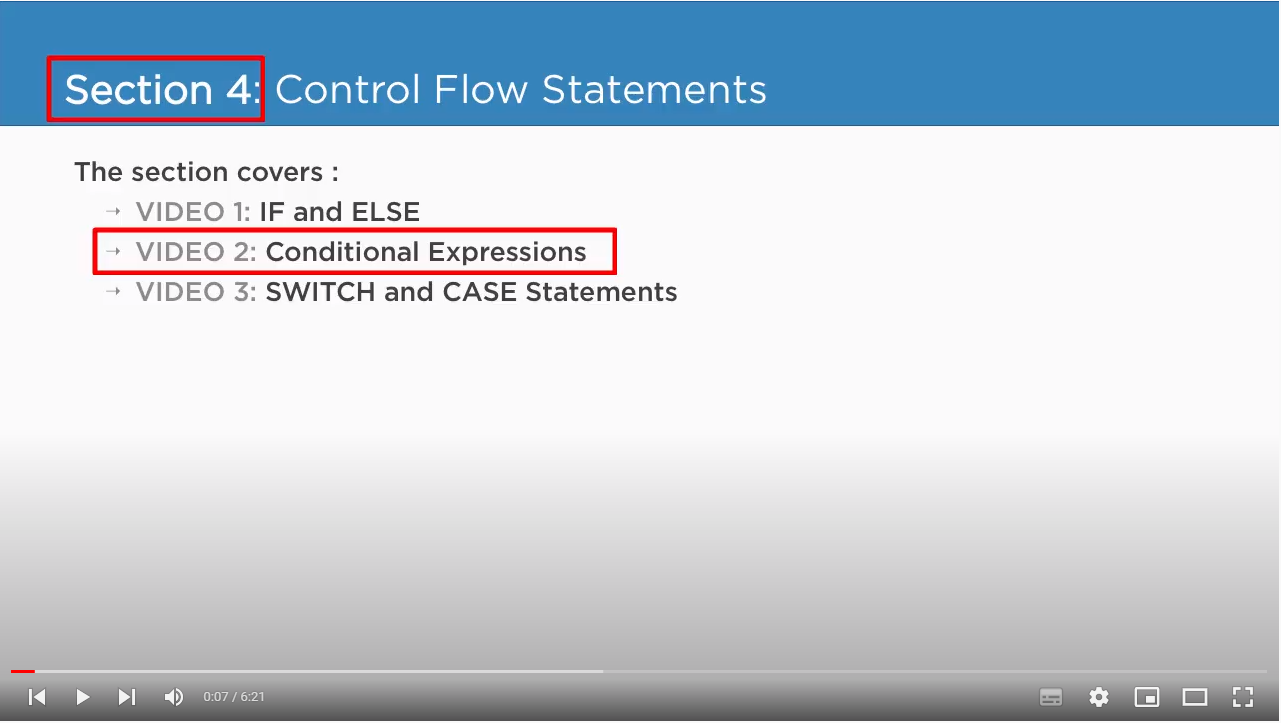 Section 4: Control Flow Statements
The section covers :
→ VIDEO 1: IF and ELSE
→ VIDEO 2: Conditional Expressions
→ VIDEO 3: SWITCH and CASE Statements
0:07 / 6:21